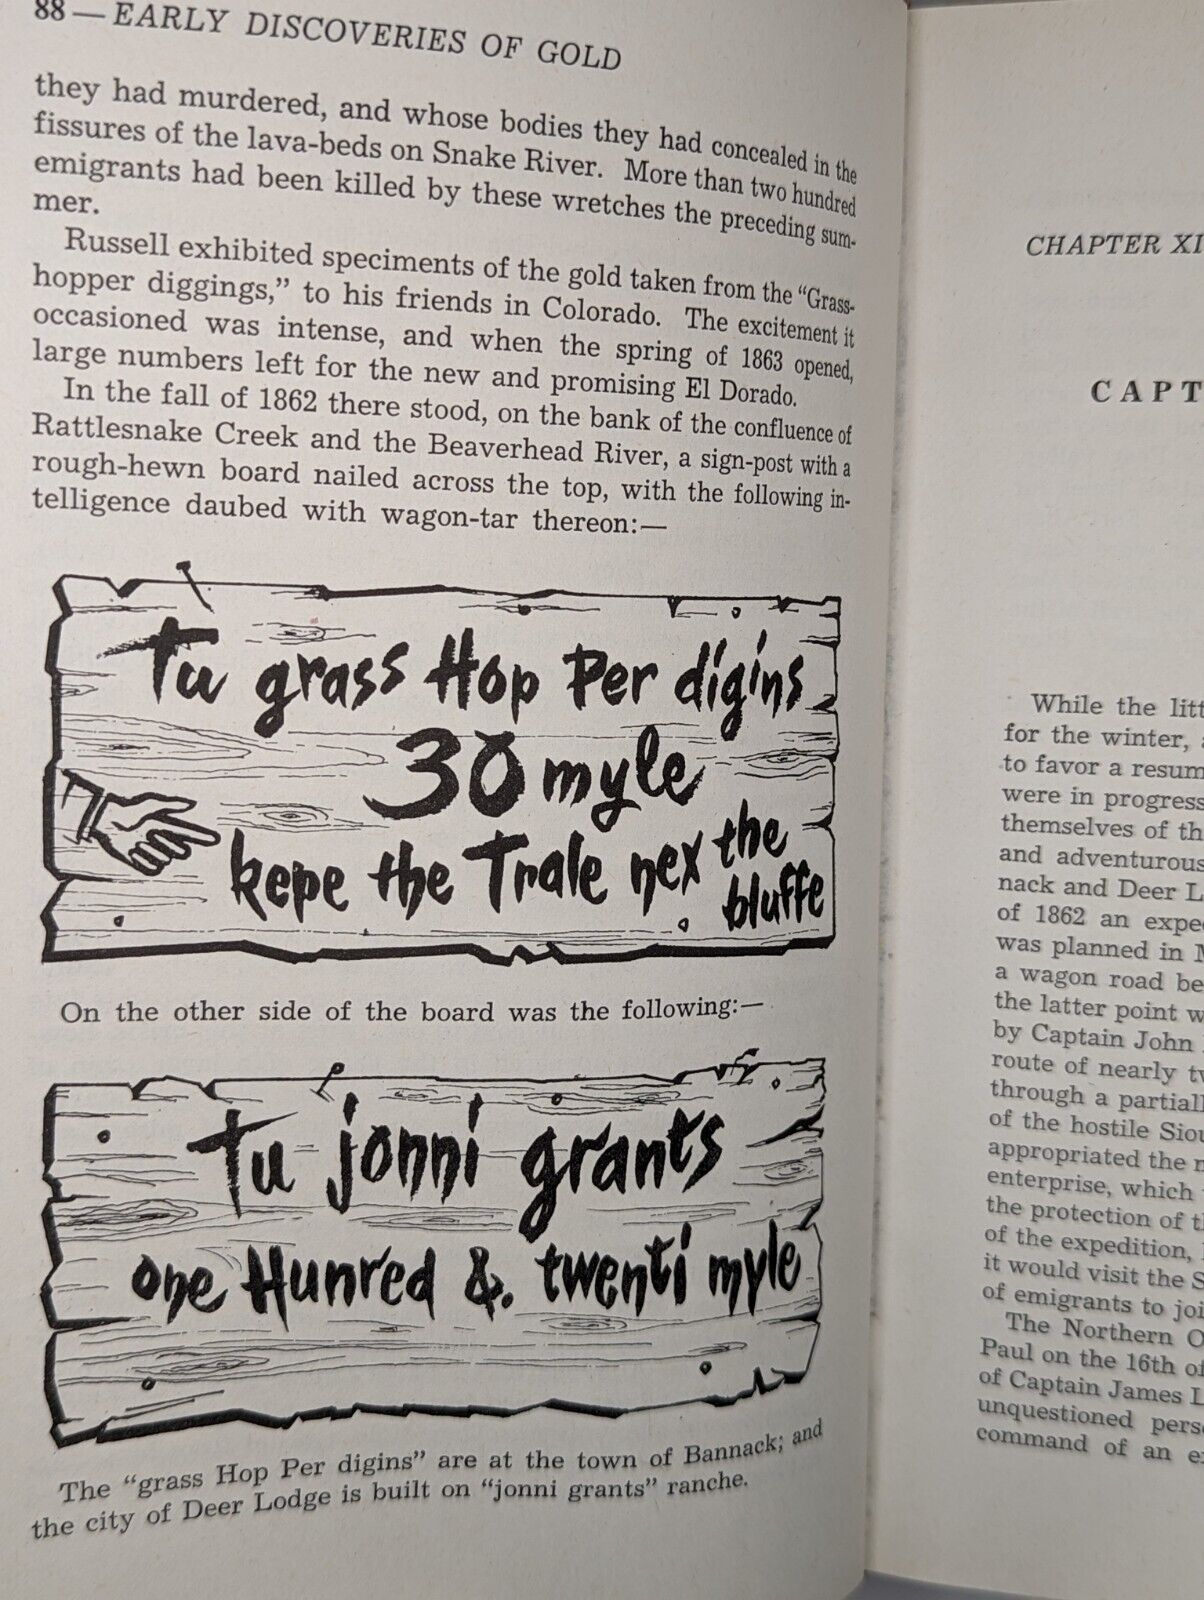 88 — EARLY DISCOVERIES OF GOLD
they had murdered, and whose bodies they had concealed in the
fissures of the lava-beds on Snake River. More than two hundred
emigrants had been killed by these wretches the preceding sum-
mer.
Russell exhibited speciments of the gold taken from the “Grass-
hopper diggings,” to his friends in Colorado. The excitement it
occasioned was intense, and when the spring of 1863 opened,
large numbers left for the new and promising El Dorado.
In the fall of 1862 there stood, on the bank of the confluence of
Rattlesnake Creek and the Beaverhead River, a sign-post with a
rough-hewn board nailed across the top, with the following in-
telligence daubed with wagon-tar thereon:—
Tu grass Hop Per digins
30 myle
kepe the Trale nex the
bluffe
On the other side of the board was the following:—
Tu jonni grants
one Hunred &. twenti myle
The “grass Hop Per digins” are at the town of Bannack; and
the city of Deer Lodge is built on “jonni grants” ranche.
CHAPTER XI
CAPT
While the litt
for the winter,
to favor a resum
were in progress
themselves of th
and adventurous
nack and Deer L
of 1862 an expe
was planned in
a wagon road be
the latter point w
by Captain John
route of nearly tw
through a partiall
of the hostile Siou
appropriated the
enterprise, which
the protection of th
of the expedition,
it would visit the S
of emigrants to joi
The Northern O
Paul on the 16th of
of Captain James L
unquestioned pers
command of an e